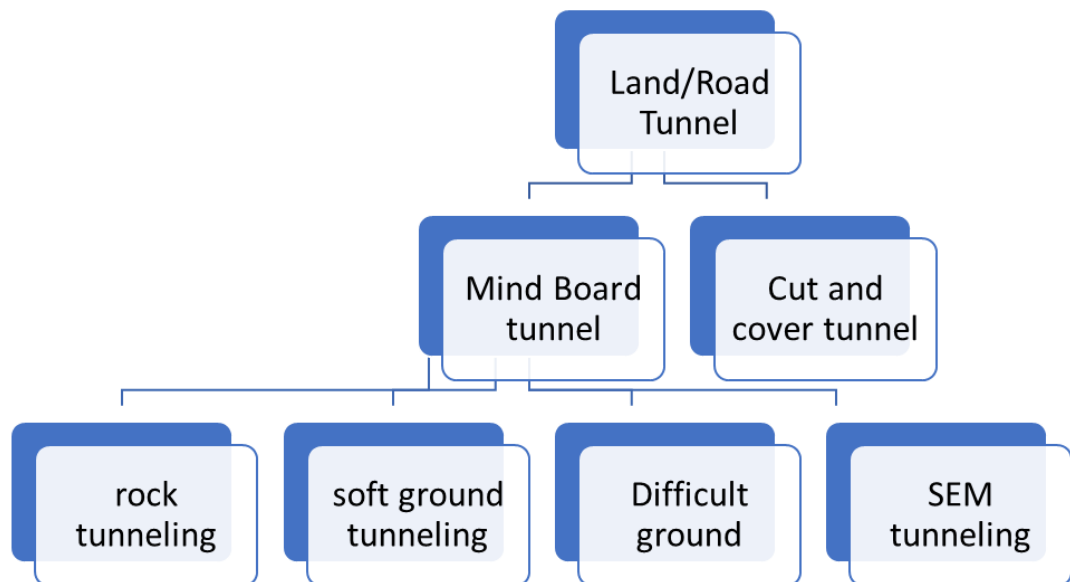 Land/Road
Tunnel
Mind Board
tunnel
Cut and
cover tunnel
rock
tunneling
soft ground
tunneling
Difficult
ground
SEM
tunneling